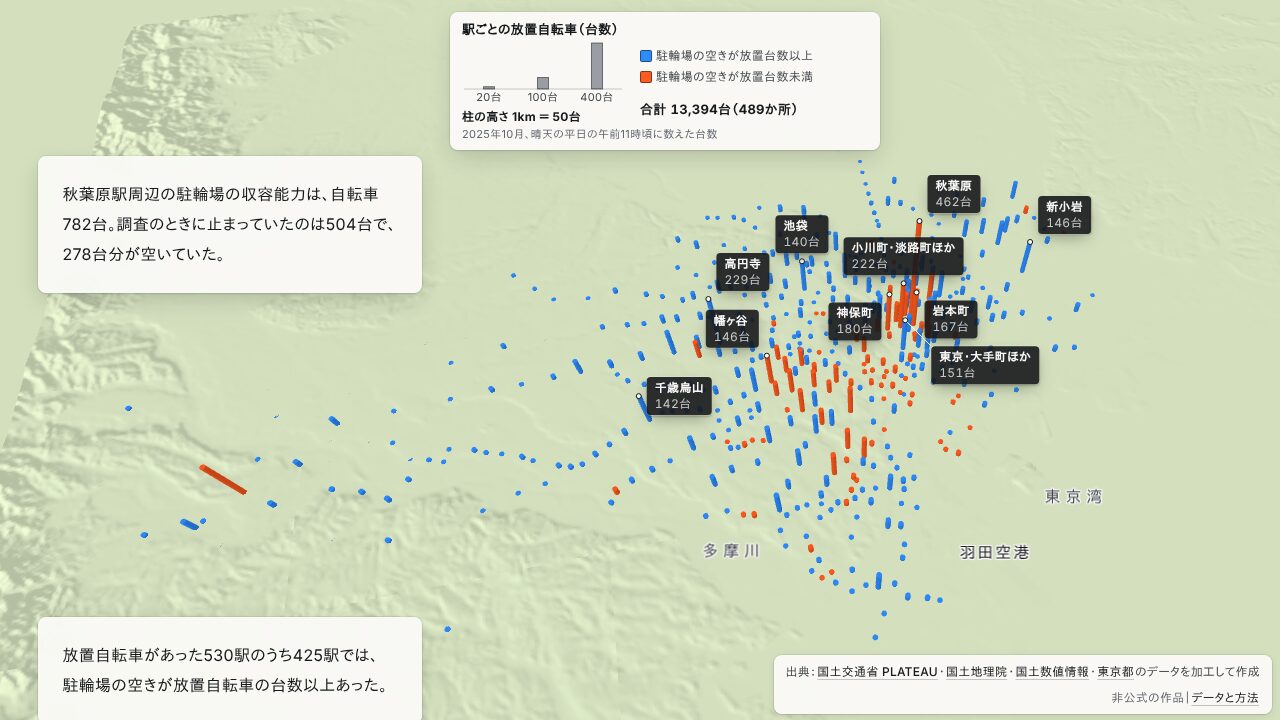 駅ごとの放置自転車（台数）
20台
100台
400台
柱の高さ 1km ＝ 50台
駐輪場の空きが放置台数以上
駐輪場の空きが放置台数未満
合計 13,394台（489か所）
2025年10月、晴天の平日の午前11時頃に数えた台数
秋葉原駅周辺の駐輪場の収容能力は、自転車
782台。調査のときに止まっていたのは504台で、
278台分が空いていた。
秋葉原
462台
新小岩
146台
池袋
140台
小川町・淡路町ほか
222台
高円寺
229台
幡ヶ谷
146台
神保町
180台
岩本町
167台
東京・大手町ほか
151台
千歳烏山
142台
東京湾
多摩川
羽田空港
放置自転車があった530駅のうち425駅では、
駐輪場の空きが放置自転車の台数以上あった。
出典：国土交通省 PLATEAU・国土地理院・国土数値情報・東京都のデータを加工して作成
非公式の作品｜データと方法